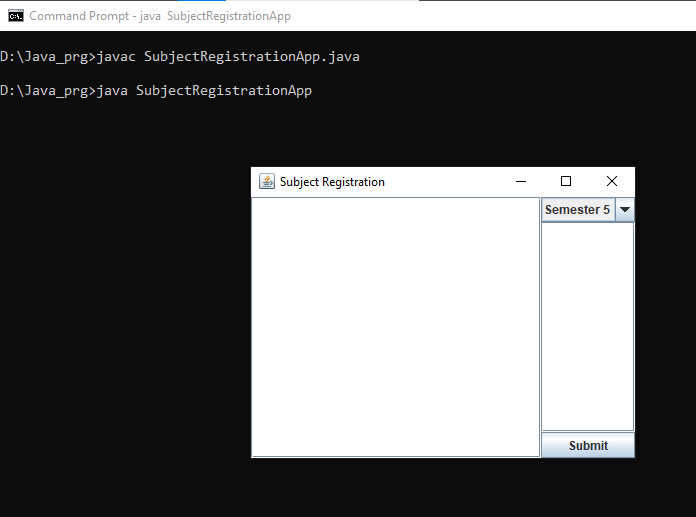 Command Prompt - java  SubjectRegistrationApp
D:\Java_prg>javac SubjectRegistrationApp.java
D:\Java_prg>java SubjectRegistrationApp
Subject Registration
Semester 5
Submit